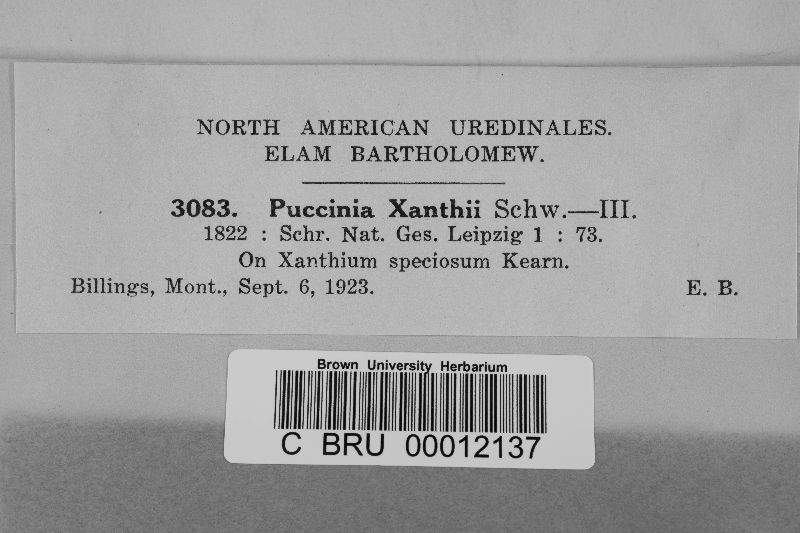 NORTH AMERICAN UREDINALES.
ELAM BARTHOLOMEW.
3083. Puccinia Xanthii Schw.—III.
1822 : Schr. Nat. Ges. Leipzig 1 : 73.
On Xanthium speciosum Kearn.
Billings, Mont., Sept. 6, 1923. E. B.
Brown University Herbarium
C BRU 00012137